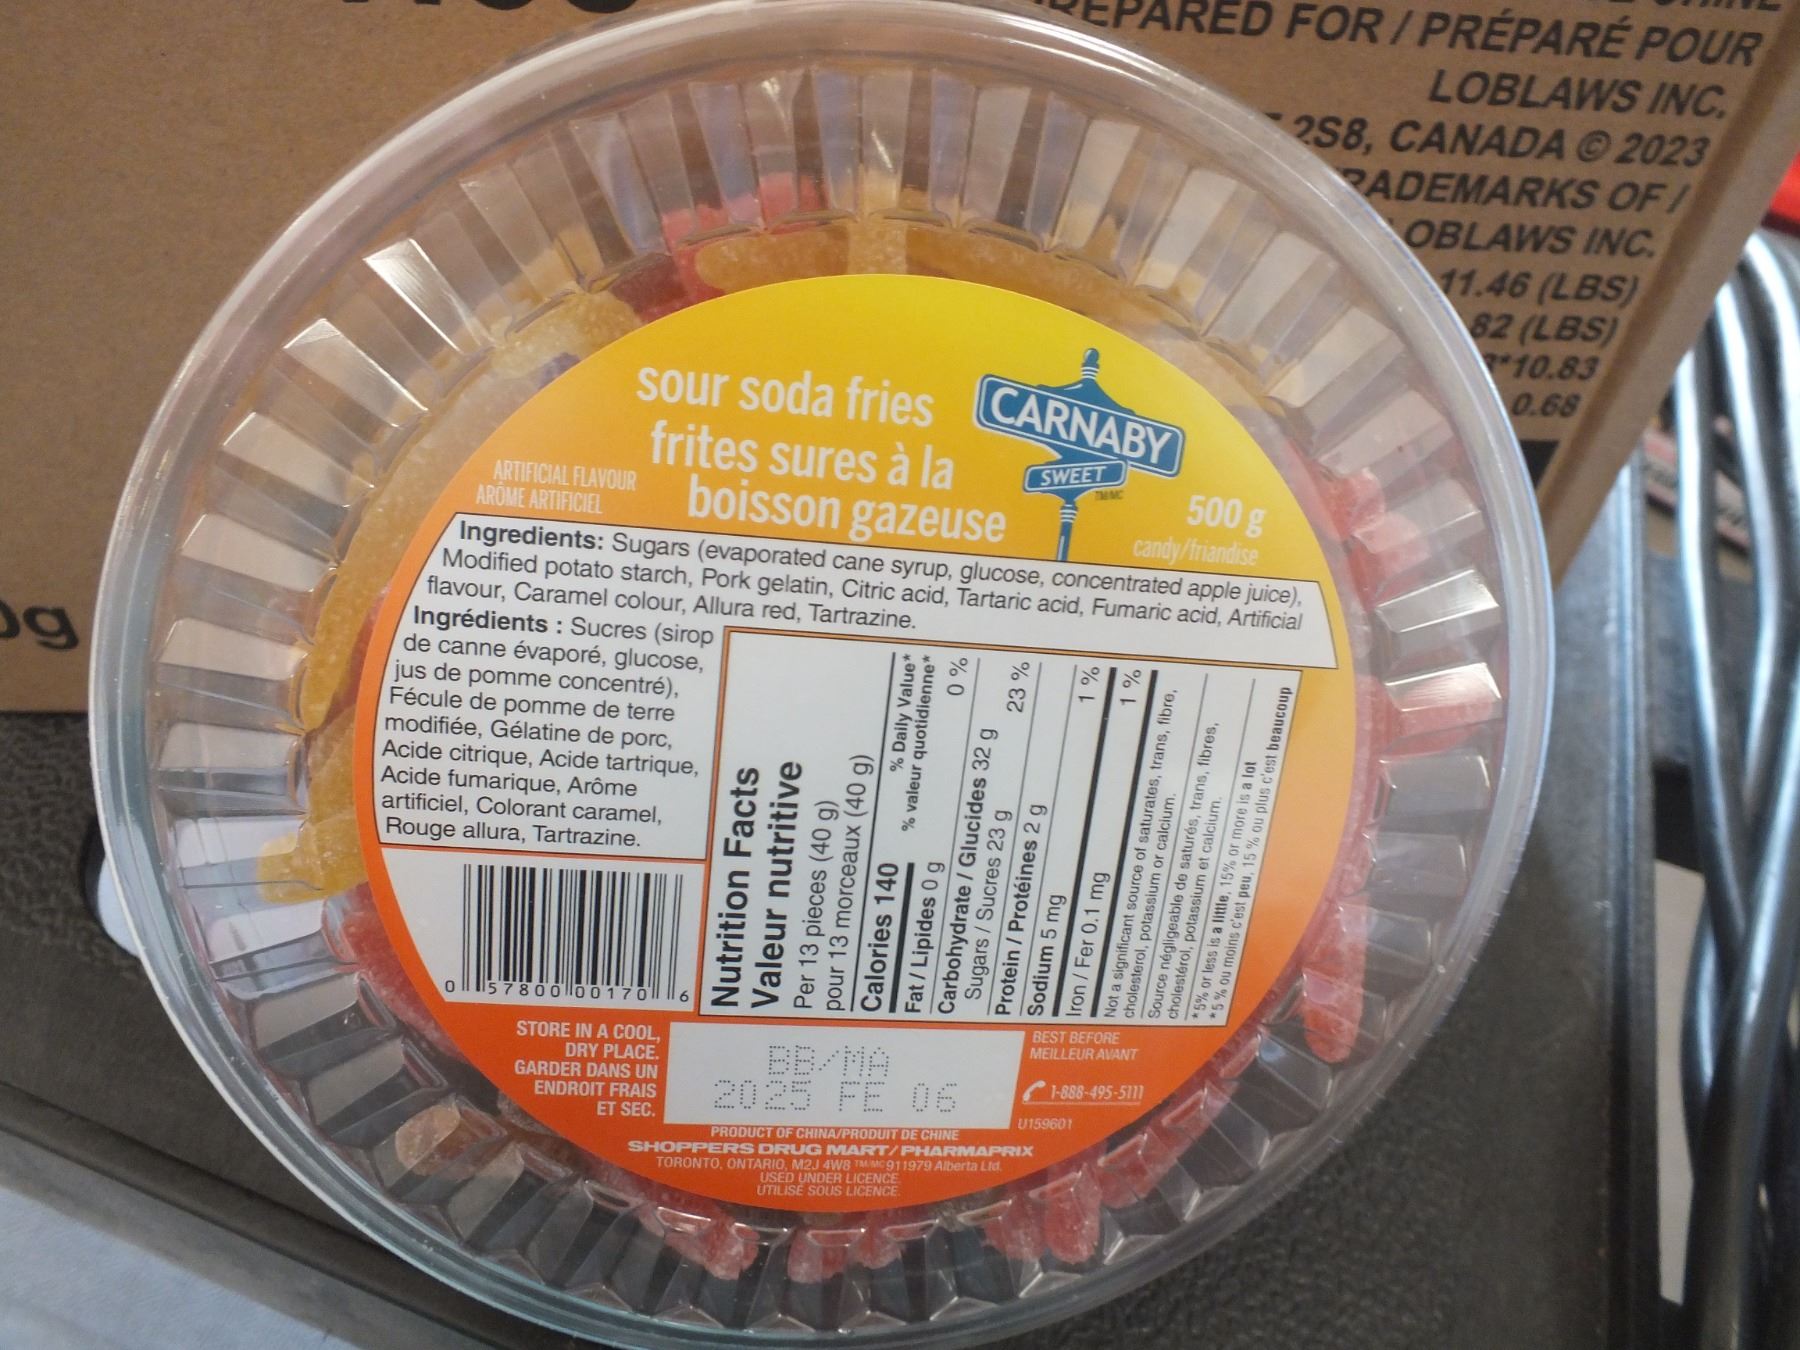 PREPARED FOR / PRÉPARÉ POUR
LOBLAWS INC.
2S8, CANADA © 2023
TRADEMARKS OF /
LOBLAWS INC.
11.46 (LBS)
82 (LBS)
*10.83
0.68
0g
sour soda fries
frites sures à la
boisson gazeuse
ARTIFICIAL FLAVOUR
ARÔME ARTIFICIEL
CARNABY
SWEET
TM/MC
500 g
candy/friandise
Ingredients: Sugars (evaporated cane syrup, glucose, concentrated apple juice),
Modified potato starch, Pork gelatin, Citric acid, Tartaric acid, Fumaric acid, Artificial
flavour, Caramel colour, Allura red, Tartrazine.
Ingrédients : Sucres (sirop
de canne évaporé, glucose,
jus de pomme concentré),
Fécule de pomme de terre
modifiée, Gélatine de porc,
Acide citrique, Acide tartrique,
Acide fumarique, Arôme
artificiel, Colorant caramel,
Rouge allura, Tartrazine.
Nutrition Facts
Valeur nutritive
Per 13 pieces (40 g)
pour 13 morceaux (40 g)
Calories 140
% Daily Value*
% valeur quotidienne*
Fat / Lipides 0 g 0 %
Carbohydrate / Glucides 32 g
Sugars / Sucres 23 g 23 %
Protein / Protéines 2 g
Sodium 5 mg 1 %
Iron / Fer 0.1 mg 1 %
Not a significant source of saturates, trans, fibre,
cholesterol, potassium or calcium.
Source négligeable de saturés, trans, fibres,
cholestérol, potassium et calcium.
*5% or less is a little, 15% or more is a lot
*5% ou moins c'est peu, 15% ou plus c'est beaucoup
0 57800 00170 6
STORE IN A COOL,
DRY PLACE.
GARDER DANS UN
ENDROIT FRAIS
ET SEC.
BB/MA
2025 FE 06
BEST BEFORE
MEILLEUR AVANT
1-888-495-5111
U159601
PRODUCT OF CHINA/PRODUIT DE CHINE
SHOPPERS DRUG MART/PHARMAPRIX
TORONTO, ONTARIO, M2J 4W8 TM/MC 911979 Alberta Ltd.
USED UNDER LICENCE.
UTILISÉ SOUS LICENCE.